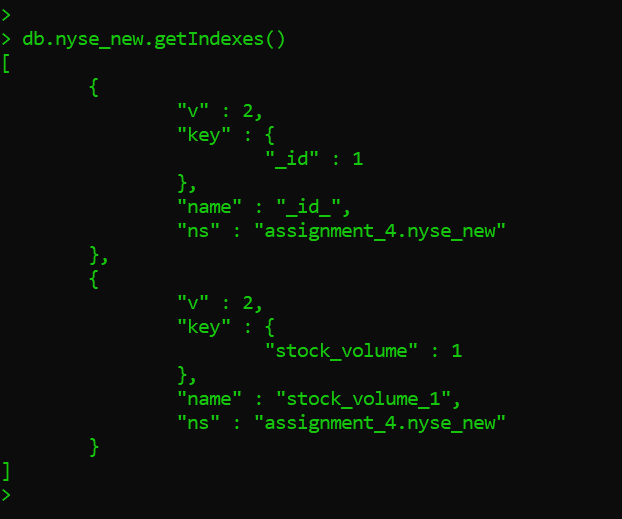 >
> db.nyse_new.getIndexes()
[
        {
                "v" : 2,
                "key" : {
                        "_id" : 1
                },
                "name" : "_id_",
                "ns" : "assignment_4.nyse_new"
        },
        {
                "v" : 2,
                "key" : {
                        "stock_volume" : 1
                },
                "name" : "stock_volume_1",
                "ns" : "assignment_4.nyse_new"
        }
]
>